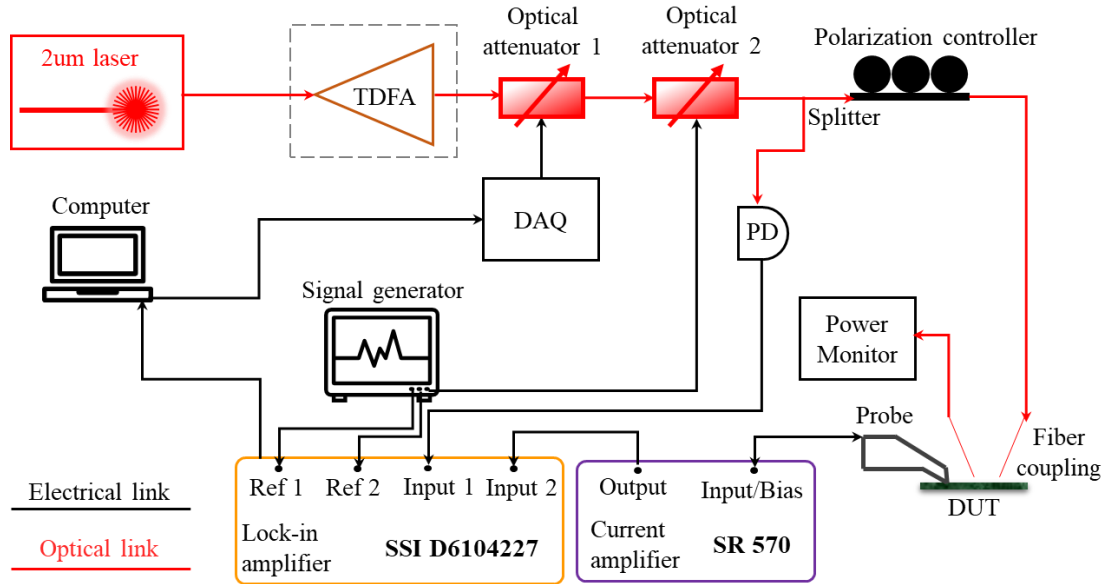 2um laser
TDFA
Optical
attenuator 1
Optical
attenuator 2
Polarization controller
Splitter
Computer
DAQ
PD
Signal generator
Power
Monitor
Probe
Fiber
coupling
DUT
Ref 1
Ref 2
Input 1
Input 2
Lock-in
amplifier
SSI D6104227
Output
Input/Bias
Current
amplifier
SR 570
Electrical link
Optical link